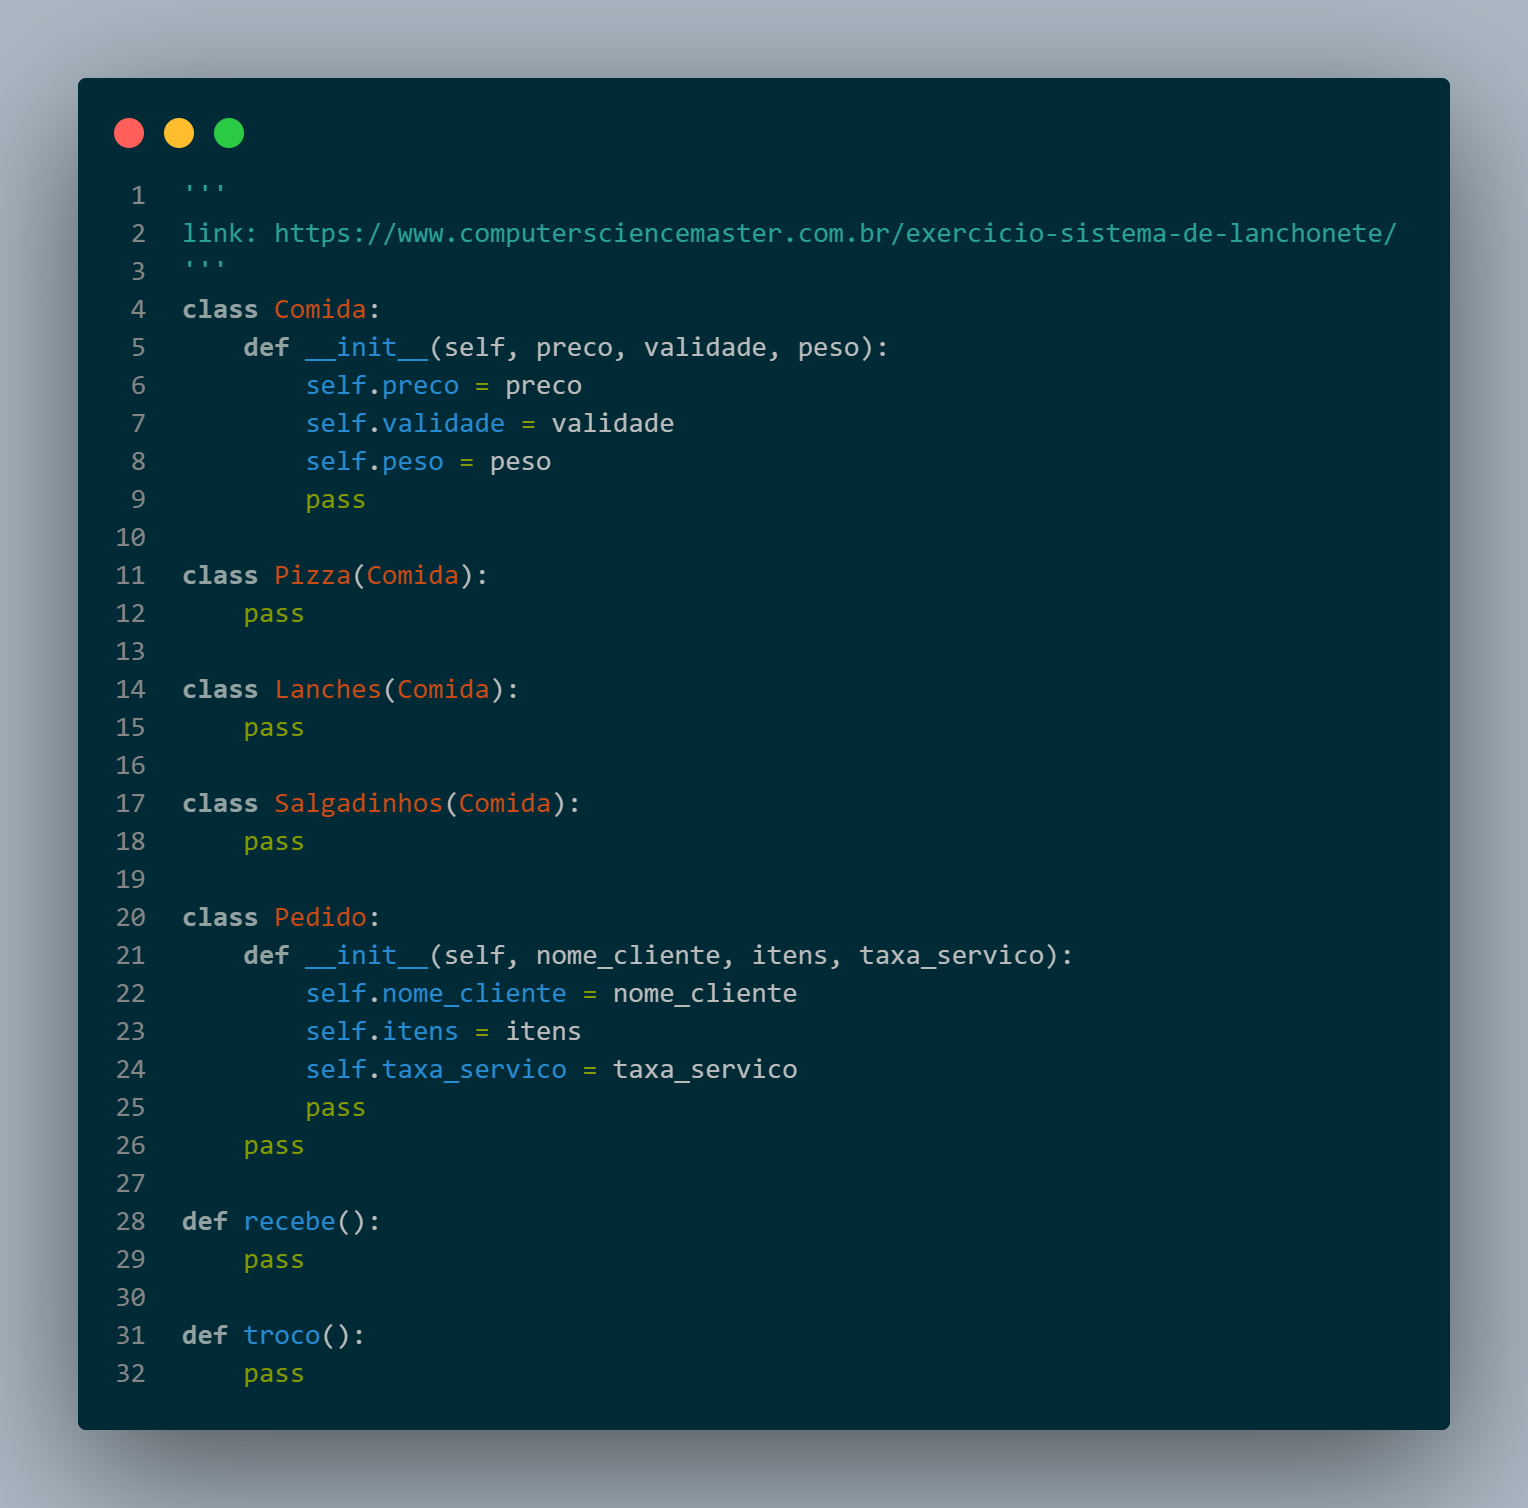 1 '''
2 link: https://www.computersciencemaster.com.br/exercicio-sistema-de-lanchonete/
3 '''
4 class Comida:
5     def __init__(self, preco, validade, peso):
6         self.preco = preco
7         self.validade = validade
8         self.peso = peso
9         pass
10
11 class Pizza(Comida):
12     pass
13
14 class Lanches(Comida):
15     pass
16
17 class Salgadinhos(Comida):
18     pass
19
20 class Pedido:
21     def __init__(self, nome_cliente, itens, taxa_servico):
22         self.nome_cliente = nome_cliente
23         self.itens = itens
24         self.taxa_servico = taxa_servico
25         pass
26     pass
27
28 def recebe():
29     pass
30
31 def troco():
32     pass